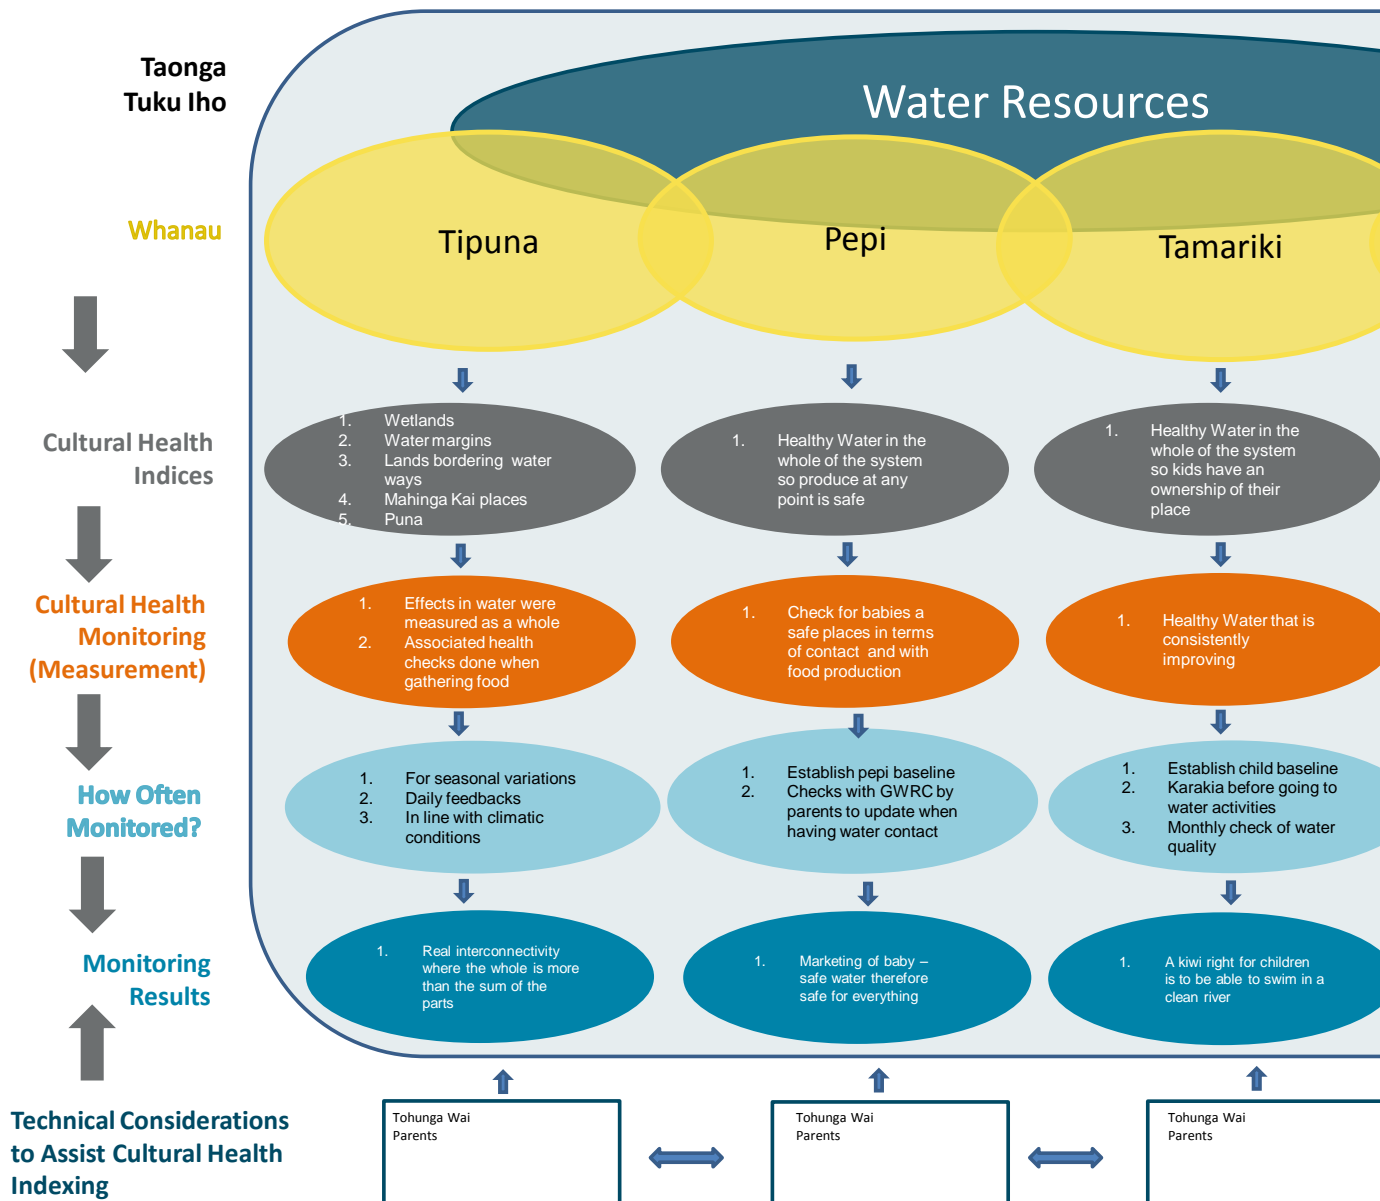 Taonga
Tuku Iho
Water Resources
Whanau
Tipuna
Pepi
Tamariki
Cultural Health
Indices
1. Wetlands
2. Water margins
3. Lands bordering water
ways
4. Mahinga Kai places
5. Puna
1. Healthy Water in the
whole of the system
so produce at any
point is safe
1. Healthy Water in the
whole of the system
so kids have an
ownership of their
place
Cultural Health
Monitoring
(Measurement)
1. Effects in water were
measured as a whole
2. Associated health
checks done when
gathering food
1. Check for babies a
safe places in terms
of contact and with
food production
1. Healthy Water that is
consistently
improving
How Often
Monitored?
1. For seasonal variations
2. Daily feedbacks
3. In line with climatic
conditions
1. Establish pepi baseline
2. Checks with GWRC by
parents to update when
having water contact
1. Establish child baseline
2. Karakia before going to
water activities
3. Monthly check of water
quality
Monitoring
Results
1. Real interconnectivity
where the whole is more
than the sum of the
parts
1. Marketing of baby –
safe water therefore
safe for everything
1. A kiwi right for children
is to be able to swim in a
clean river
Technical Considerations
to Assist Cultural Health
Indexing
Tohunga Wai
Parents
Tohunga Wai
Parents
Tohunga Wai
Parents